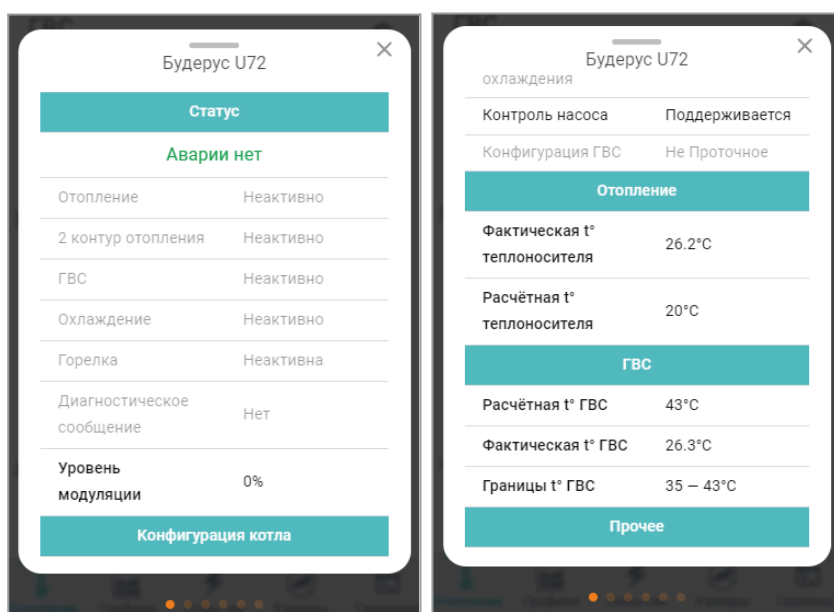 Будерус U72
Статус
Аварии нет
Отопление Неактивно
2 контур отопления Неактивно
ГВС Неактивно
Охлаждение Неактивно
Горелка Неактивна
Диагностическое
сообщение Нет
Уровень
модуляции 0%
Конфигурация котла
Будерус U72
охлаждения
Контроль насоса Поддерживается
Конфигурация ГВС Не Проточное
Отопление
Фактическая t°
теплоносителя 26.2°C
Расчётная t°
теплоносителя 20°C
ГВС
Расчётная t° ГВС 43°C
Фактическая t° ГВС 26.3°C
Границы t° ГВС 35 — 43°C
Прочее